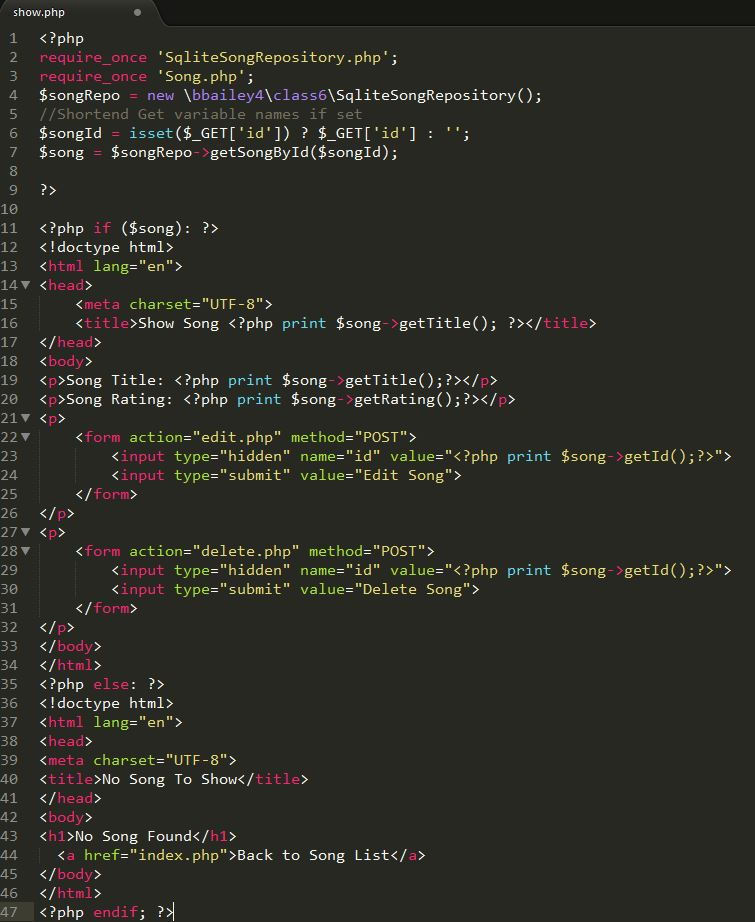 show.php
1 <?php
2 require_once 'SqliteSongRepository.php';
3 require_once 'Song.php';
4 $songRepo = new \bbailey4\class6\SqliteSongRepository();
5 //Shortend Get variable names if set
6 $songId = isset($_GET['id']) ? $_GET['id'] : '';
7 $song = $songRepo->getSongById($songId);
8
9 ?>
10
11 <?php if ($song): ?>
12 <!doctype html>
13 <html lang="en">
14 <head>
15     <meta charset="UTF-8">
16     <title>Show Song <?php print $song->getTitle(); ?></title>
17 </head>
18 <body>
19 <p>Song Title: <?php print $song->getTitle();?></p>
20 <p>Song Rating: <?php print $song->getRating();?></p>
21 <p>
22     <form action="edit.php" method="POST">
23         <input type="hidden" name="id" value="<?php print $song->getId();?>">
24         <input type="submit" value="Edit Song">
25     </form>
26 </p>
27 <p>
28     <form action="delete.php" method="POST">
29         <input type="hidden" name="id" value="<?php print $song->getId();?>">
30         <input type="submit" value="Delete Song">
31     </form>
32 </p>
33 </body>
34 </html>
35 <?php else: ?>
36 <!doctype html>
37 <html lang="en">
38 <head>
39 <meta charset="UTF-8">
40 <title>No Song To Show</title>
41 </head>
42 <body>
43 <h1>No Song Found</h1>
44   <a href="index.php">Back to Song List</a>
45 </body>
46 </html>
47 <?php endif; ?>